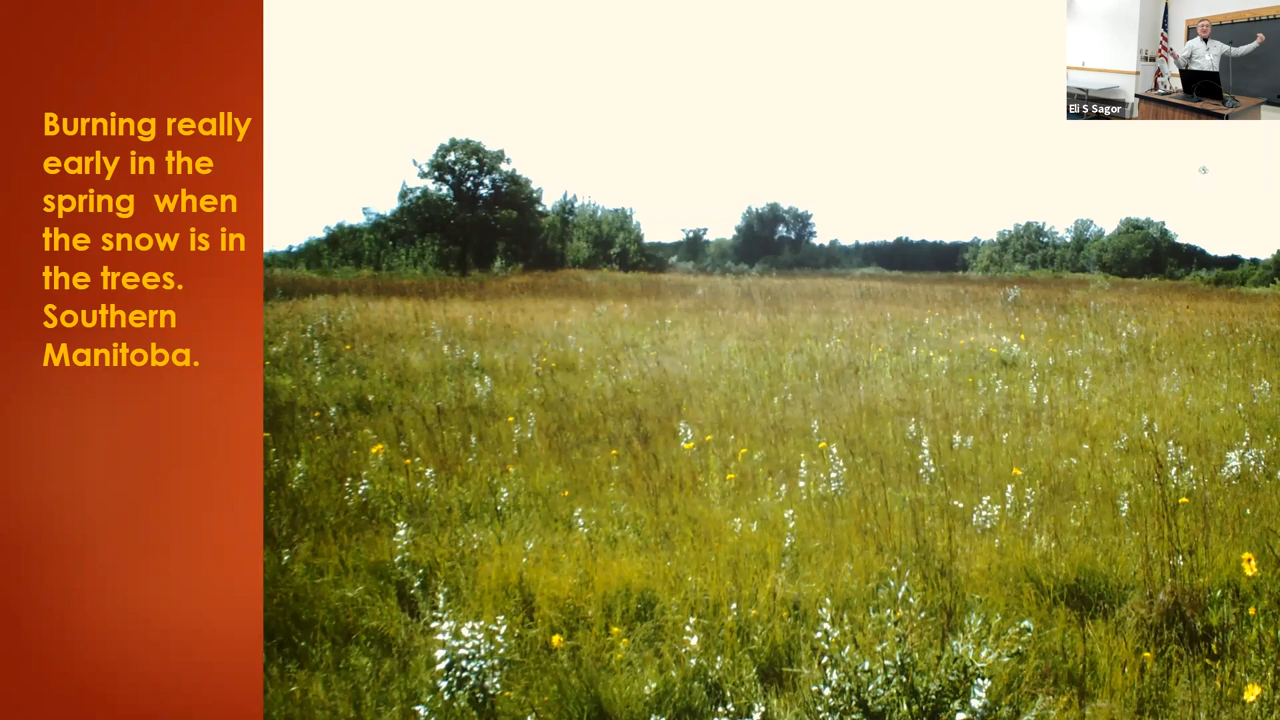 Burning really
early in the
spring  when
the snow is in
the trees.
Southern
Manitoba.
Eli S Sagor